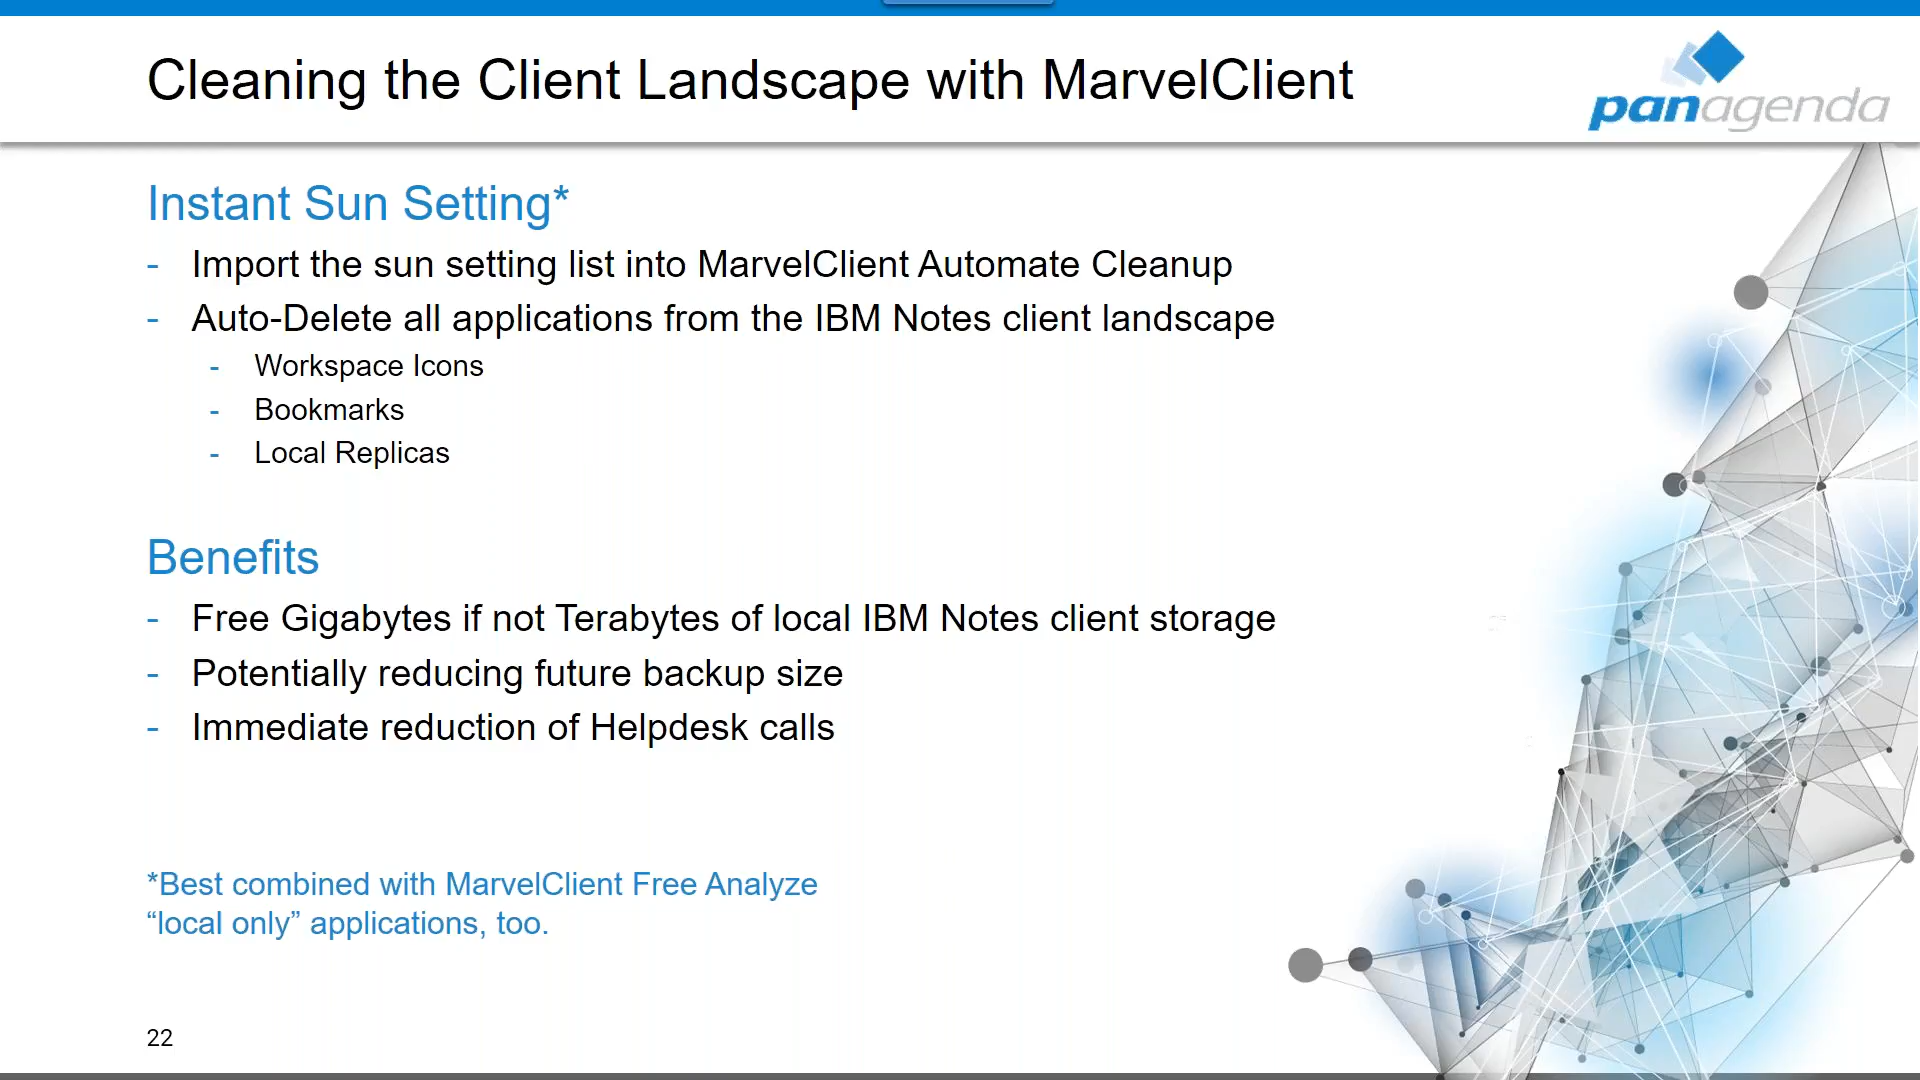 Cleaning the Client Landscape with MarvelClient
panagenda
Instant Sun Setting*
- Import the sun setting list into MarvelClient Automate Cleanup
- Auto-Delete all applications from the IBM Notes client landscape
- Workspace Icons
- Bookmarks
- Local Replicas
Benefits
- Free Gigabytes if not Terabytes of local IBM Notes client storage
- Potentially reducing future backup size
- Immediate reduction of Helpdesk calls
*Best combined with MarvelClient Free Analyze
“local only” applications, too.
22